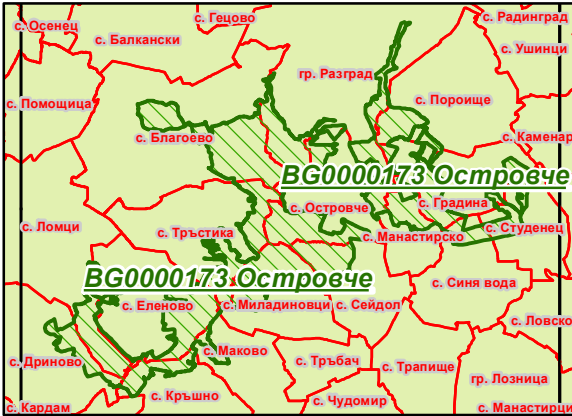 с. Осенец
с. Гецово
с. Радинград
с. Балкански
с. Ушинци
гр. Разград
с. Помощица
с. Пороище
с. Благоево
с. Каменар
BG0000173 Островче
с. Островче
с. Градина
с. Ломци
с. Тръстика
с. Манастирско
с. Студенец
BG0000173 Островче
с. Синя вода
с. Еленово
с. Миладиновци
с. Сейдол
с. Ловско
с. Маково
с. Дриново
с. Тръбач
с. Трапище
гр. Лозница
с. Кръшно
с. Чудомир
с. Кардам
с. Манастирци